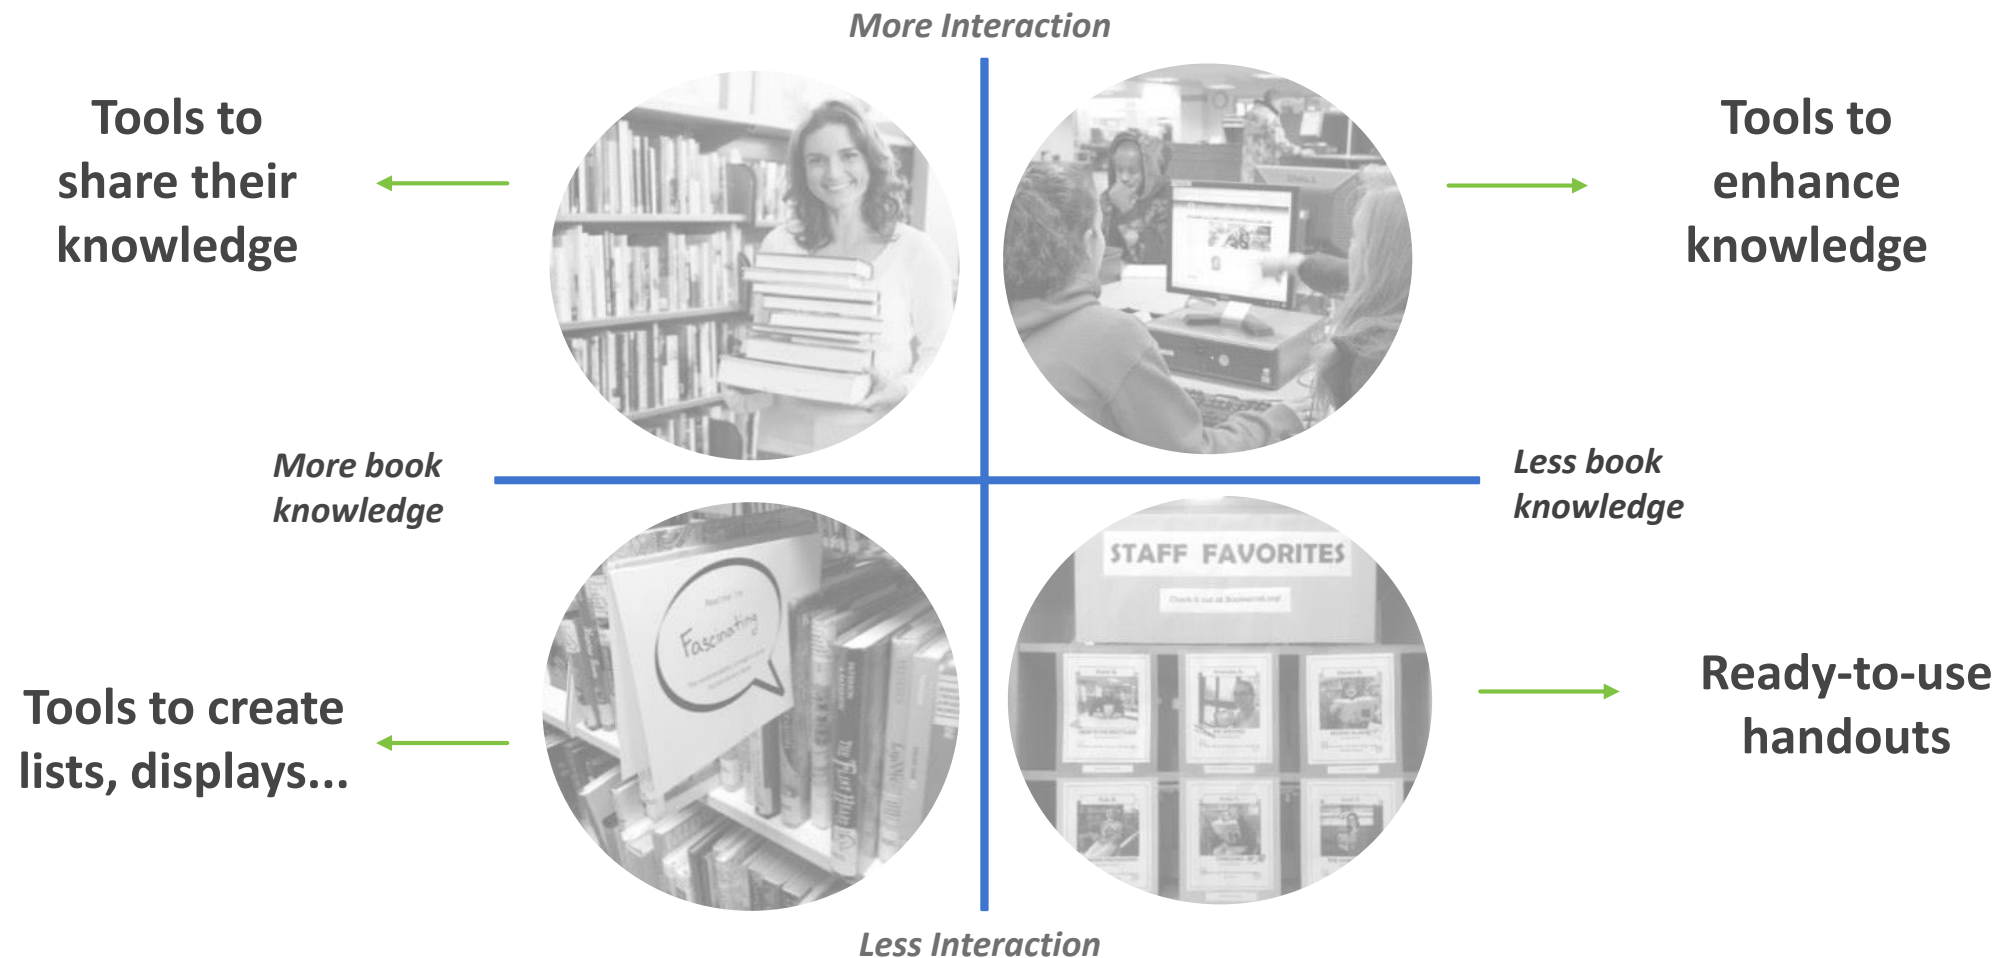 More Interaction
Tools to
share their
knowledge
Tools to
enhance
knowledge
More book
knowledge
Less book
knowledge
STAFF FAVORITES
Fascinating
Tools to create
lists, displays...
Ready-to-use
handouts
Less Interaction